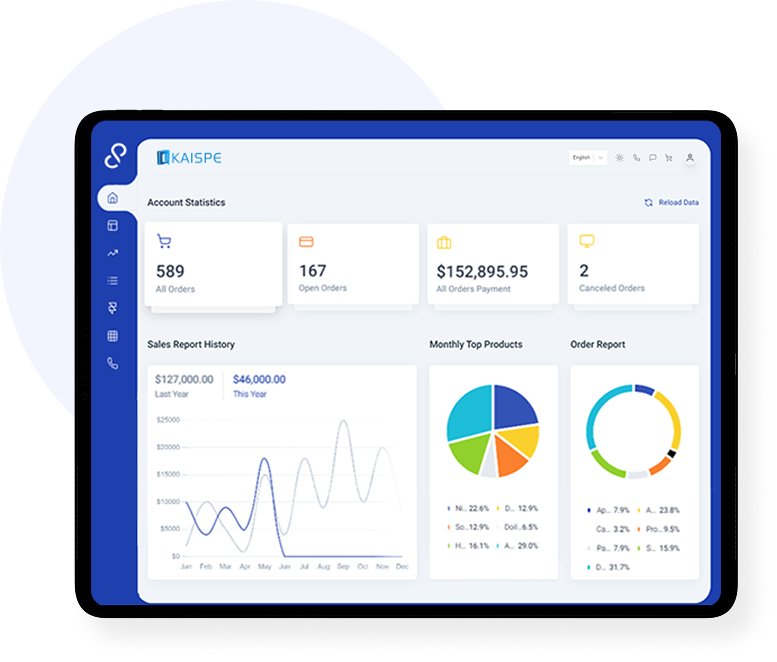 KAISPE
English
Account Statistics
Reload Data
589
All Orders
167
Open Orders
$152,895.95
All Orders Payment
2
Canceled Orders
Sales Report History
Monthly Top Products
Order Report
$127,000.00
Last Year
$46,000.00
This Year
$25000
$20000
$15000
$10000
$5000
$0
Jan Feb Mar Apr May Jun Jul Aug Sep Oct Nov Dec
Ni... 22.6% D... 12.9%
So...12.9% Doil...6.5%
H... 16.1% A... 29.0%
Ap... 7.9% A... 23.8%
Ca... 3.2% Pro...9.5%
Pa... 7.9% S... 15.9%
D... 31.7%